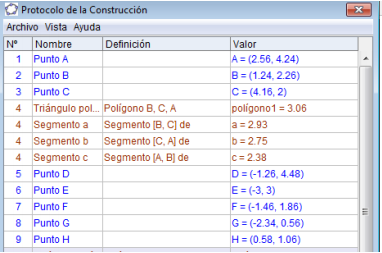 Protocolo de la Construcción
Archivo Vista Ayuda
Nº Nombre Definición Valor
1 Punto A A = (2.56, 4.24)
2 Punto B B = (1.24, 2.26)
3 Punto C C = (4.16, 2)
4 Triángulo pol... Polígono B, C, A polígono1 = 3.06
4 Segmento a Segmento [B, C] de a = 2.93
4 Segmento b Segmento [C, A] de b = 2.75
4 Segmento c Segmento [A, B] de c = 2.38
5 Punto D D = (-1.26, 4.48)
6 Punto E E = (-3, 3)
7 Punto F F = (-1.46, 1.86)
8 Punto G G = (-2.34, 0.56)
9 Punto H H = (0.58, 1.06)